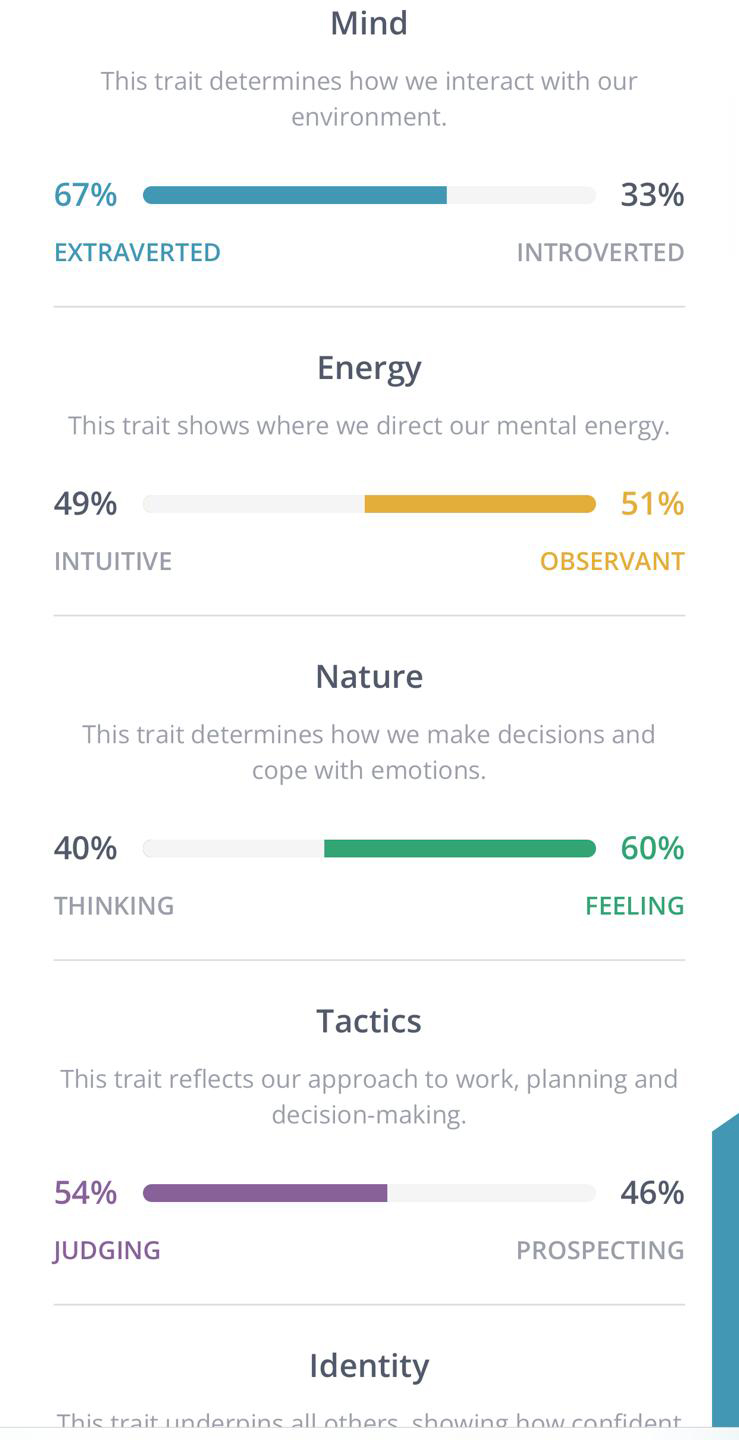 Mind
This trait determines how we interact with our
environment.
67% 33%
EXTRAVERTED INTROVERTED
Energy
This trait shows where we direct our mental energy.
49% 51%
INTUITIVE OBSERVANT
Nature
This trait determines how we make decisions and
cope with emotions.
40% 60%
THINKING FEELING
Tactics
This trait reflects our approach to work, planning and
decision-making.
54% 46%
JUDGING PROSPECTING
Identity
This trait underpins all others, showing how confident